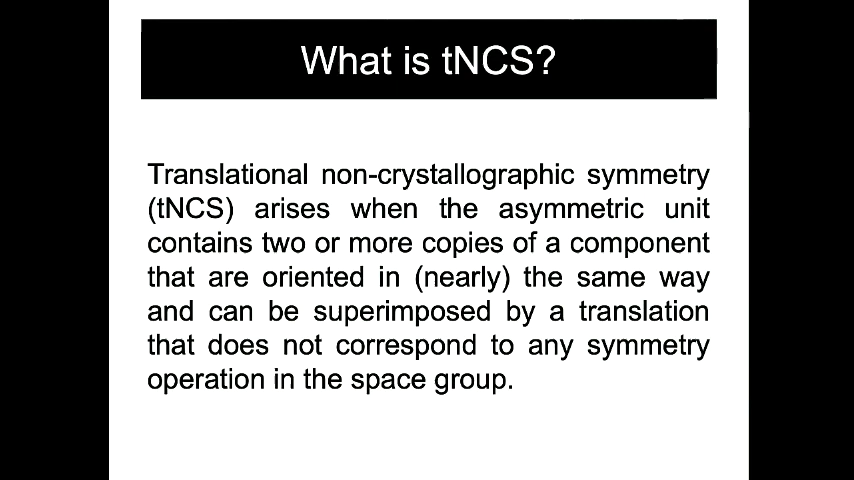 What is tNCS?
Translational non-crystallographic symmetry
(tNCS) arises when the asymmetric unit
contains two or more copies of a component
that are oriented in (nearly) the same way
and can be superimposed by a translation
that does not correspond to any symmetry
operation in the space group.